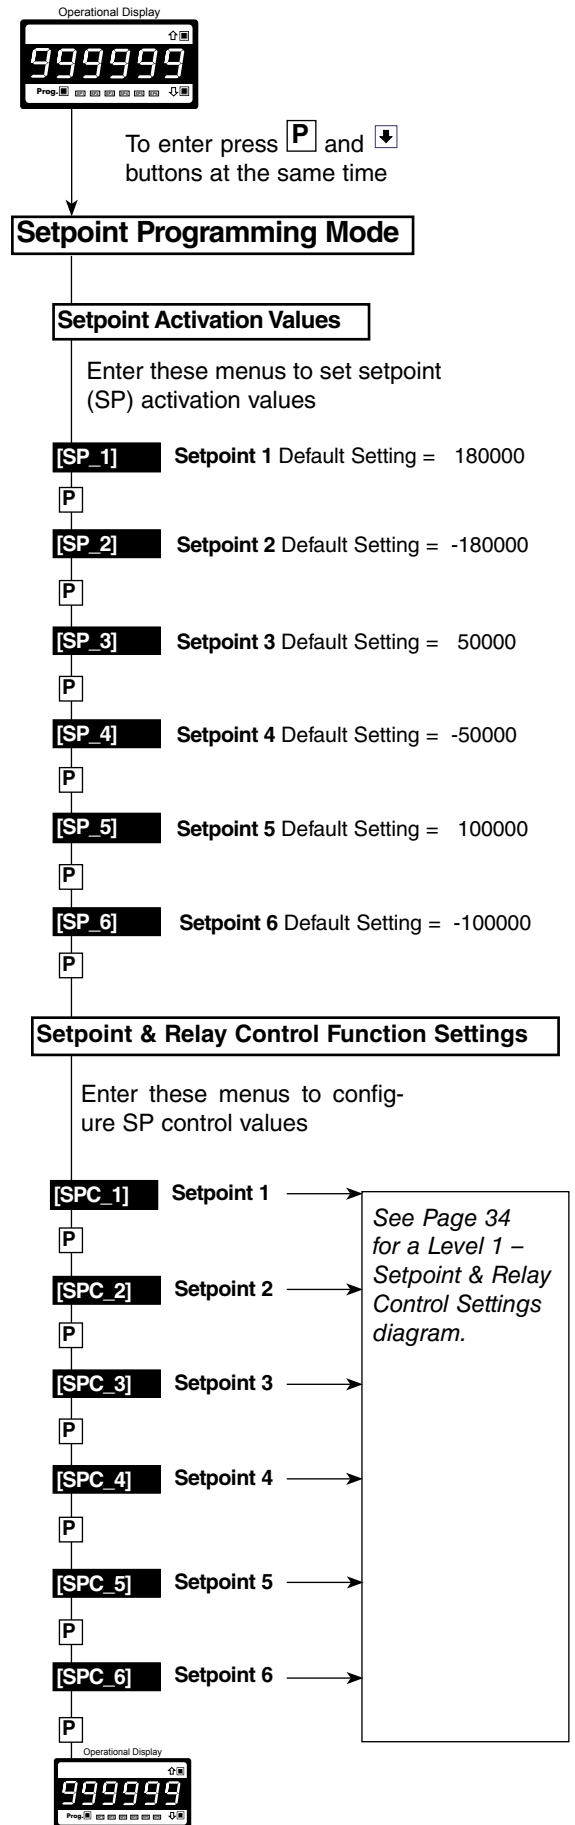 Operational Display
999999
Prog.
To enter press P and
buttons at the same time
Setpoint Programming Mode
Setpoint Activation Values
Enter these menus to set setpoint
(SP) activation values
[SP_1] Setpoint 1 Default Setting = 180000
P
[SP_2] Setpoint 2 Default Setting = -180000
P
[SP_3] Setpoint 3 Default Setting = 50000
P
[SP_4] Setpoint 4 Default Setting = -50000
P
[SP_5] Setpoint 5 Default Setting = 100000
P
[SP_6] Setpoint 6 Default Setting = -100000
P
Setpoint & Relay Control Function Settings
Enter these menus to config-
ure SP control values
[SPC_1] Setpoint 1
See Page 34
for a Level 1 –
Setpoint & Relay
Control Settings
diagram.
P
[SPC_2] Setpoint 2
P
[SPC_3] Setpoint 3
P
[SPC_4] Setpoint 4
P
[SPC_5] Setpoint 5
P
[SPC_6] Setpoint 6
P
Operational Display
999999
Prog.